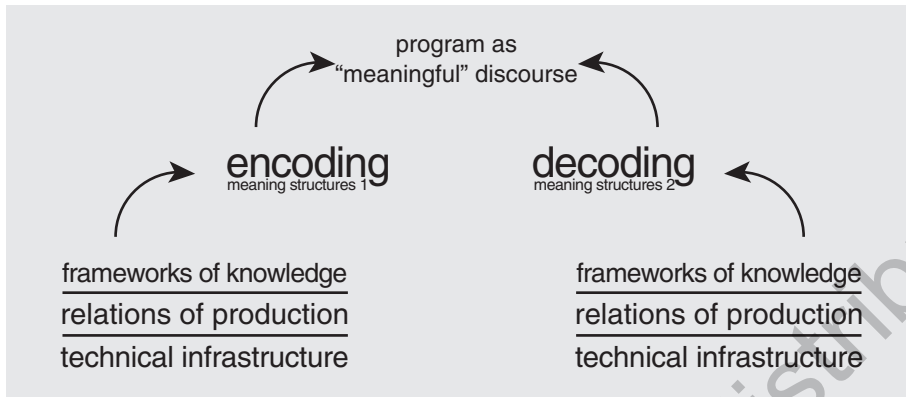 program as
“meaningful” discourse
encoding
meaning structures 1
decoding
meaning structures 2
frameworks of knowledge
relations of production
technical infrastructure
frameworks of knowledge
relations of production
technical infrastructure